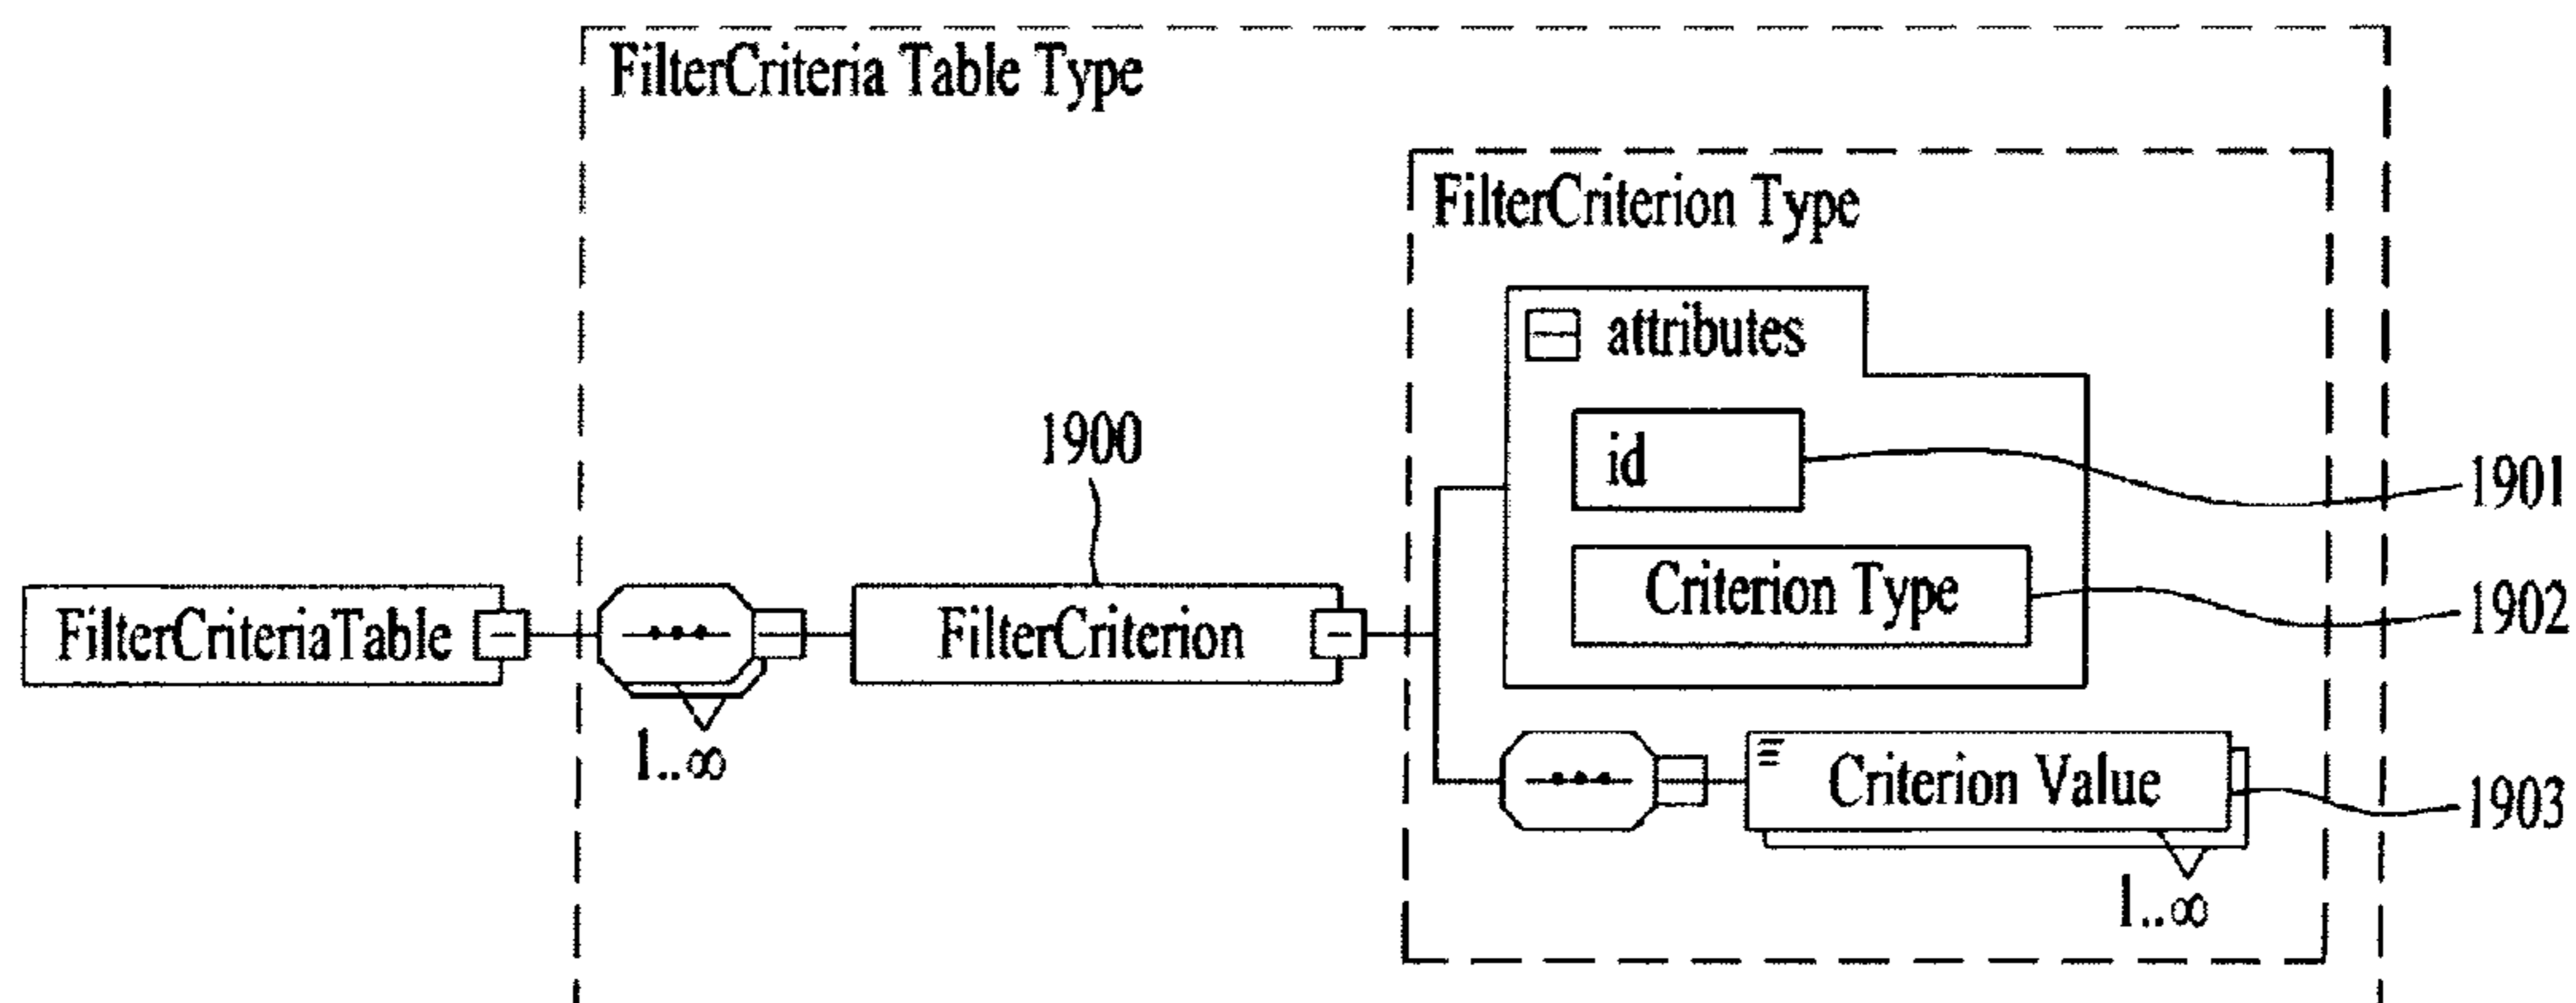 FilterCriteria Table Type
FilterCriterion Type
attributes
1900
id
1901
Criterion Type
1902
FilterCriteriaTable
FilterCriterion
1..∞
Criterion Value
1903
1..∞